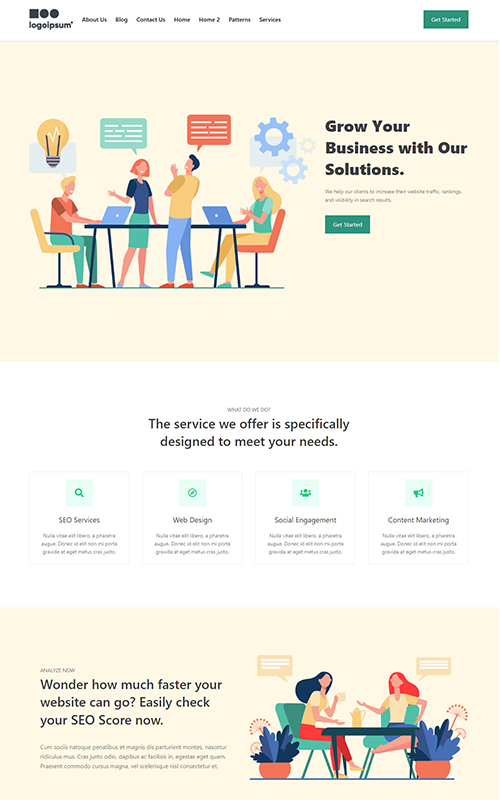 logoipsum®
About Us Blog Contact Us Home Home 2 Patterns Services
Get Started
Grow Your
Business with Our
Solutions.
We help our clients to increase their website traffic, rankings,
and visibility in search results.
Get Started
WHAT DO WE DO?
The service we offer is specifically
designed to meet your needs.
SEO Services
Nulla vitae elit libero, a pharetra
augue. Donec id elit non mi porta
gravida at eget metus cras justo.
Web Design
Nulla vitae elit libero, a pharetra
augue. Donec id elit non mi porta
gravida at eget metus cras justo.
Social Engagement
Nulla vitae elit libero, a pharetra
augue. Donec id elit non mi porta
gravida at eget metus cras justo.
Content Marketing
Nulla vitae elit libero, a pharetra
augue. Donec id elit non mi porta
gravida at eget metus cras justo.
ANALYZE NOW
Wonder how much faster your
website can go? Easily check
your SEO Score now.
Cum sociis natoque penatibus et magnis dis parturient montes, nascetur
ridiculus mus. Cras justo odio, dapibus ac facilisis in, egestas eget quam.
Praesent commodo cursus magna, vel scelerisque nisl consectetur et.